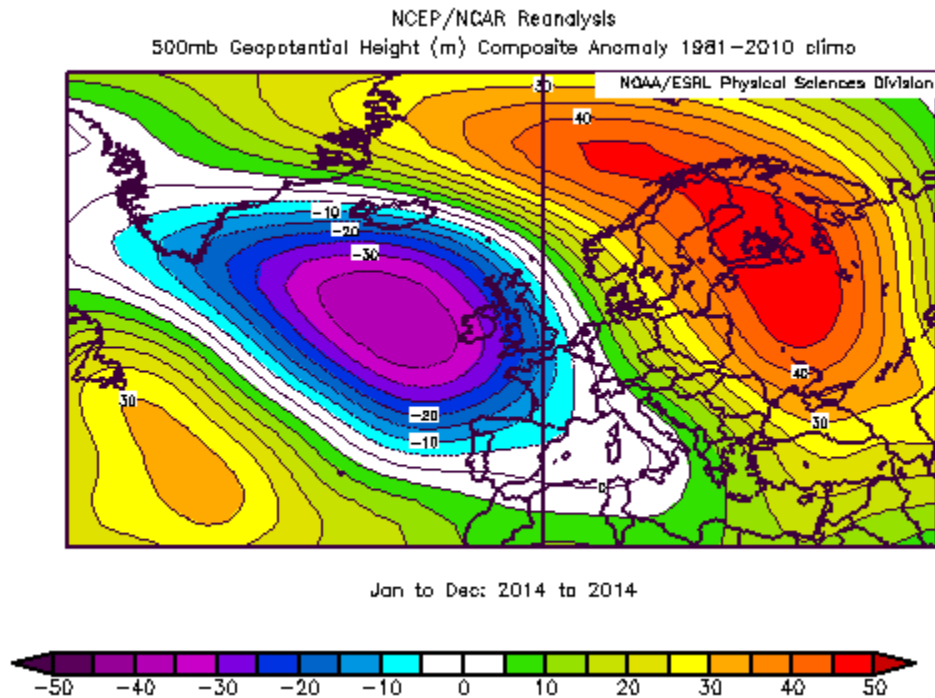 NCEP/NCAR Reanalysis
500mb Geopotential Height (m) Composite Anomaly 1981-2010 climo
NOAA/ESRL Physical Sciences Division
30
40
-10
-20
-30
40
30
30
-20
-10
0
Jan to Dec: 2014 to 2014
-50 -40 -30 -20 -10 0 10 20 30 40 50